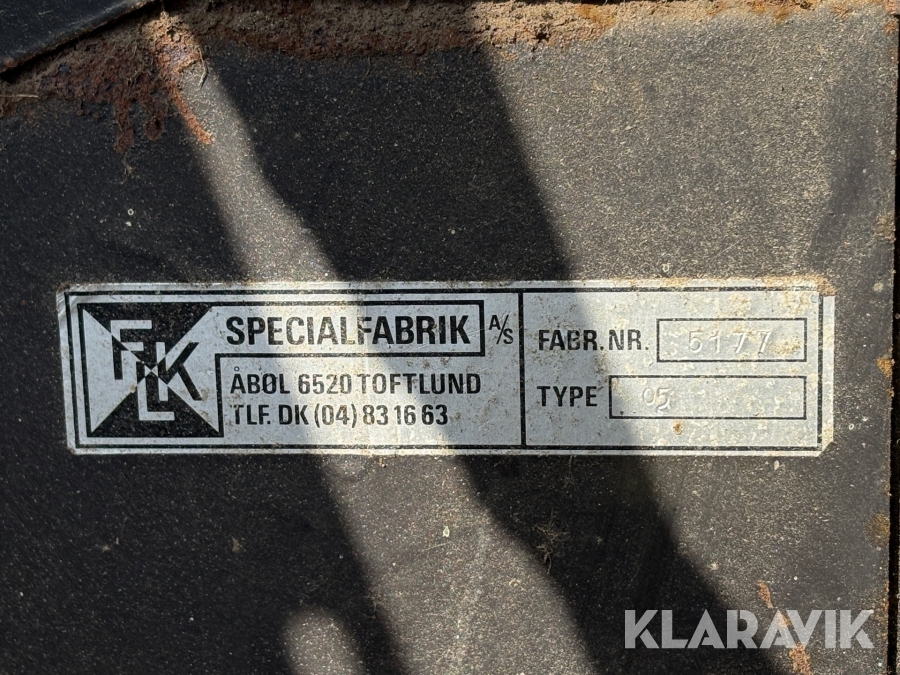 FLK
SPECIALFABRIK A/S
ÅBØL 6520 TOFTLUND
TLF. DK (04) 83 16 63
FABR. NR. 5177
TYPE 05
KLARAVIK